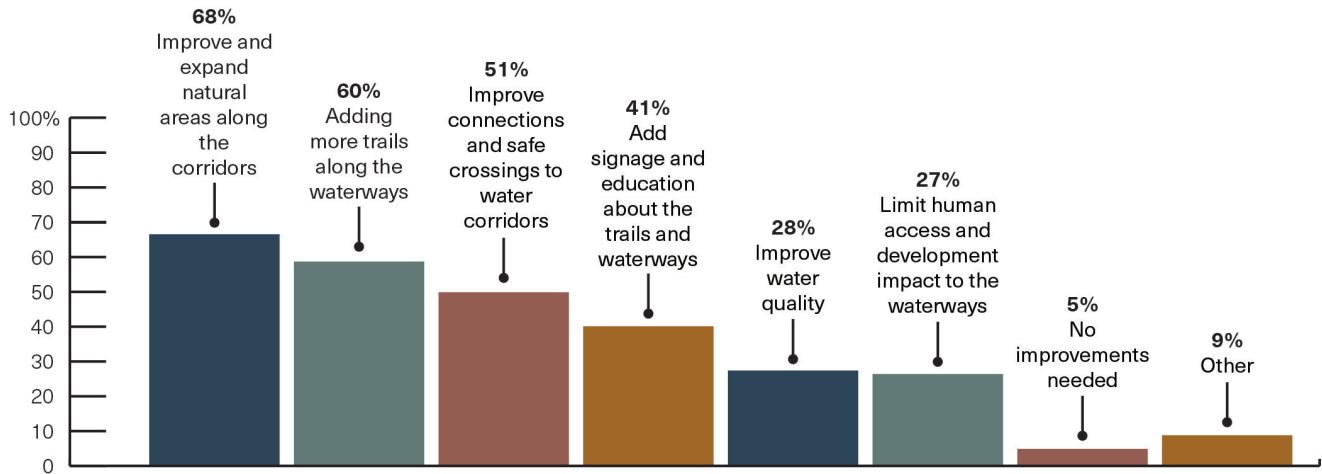 68%
Improve and
expand
natural
areas along
the
corridors
60%
Adding
more trails
along the
waterways
51%
Improve
connections
and safe
crossings to
water
corridors
41%
Add
signage and
education
about the
trails and
waterways
28%
Improve
water
quality
27%
Limit human
access and
development
impact to the
waterways
5%
No
improvements
needed
9%
Other
100%
90
80
70
60
50
40
30
20
10
0